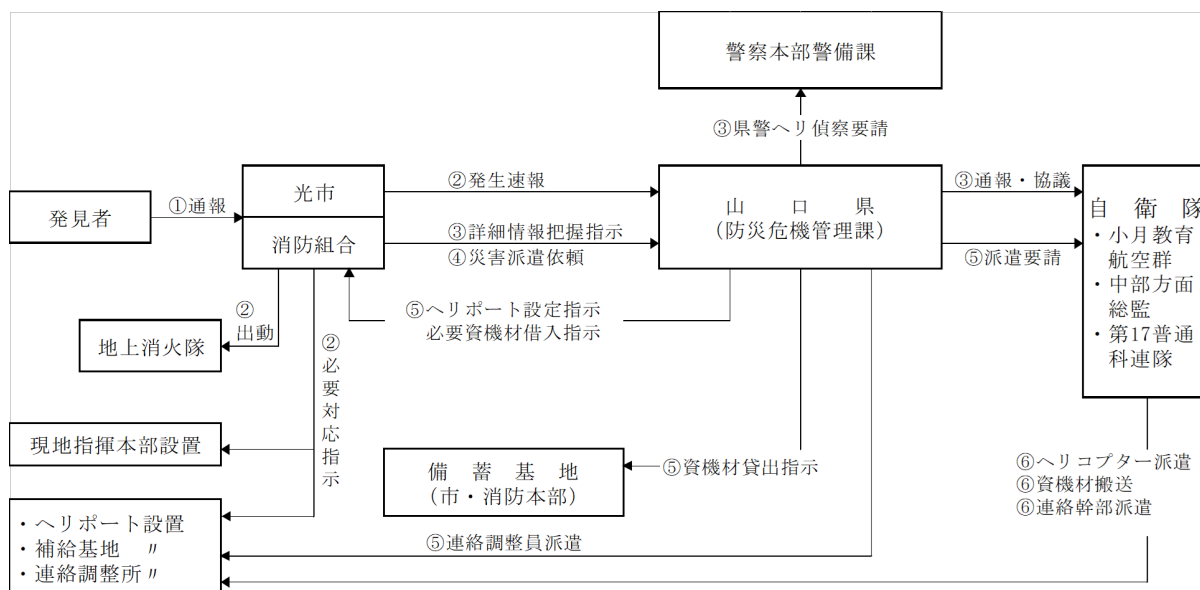 警察本部警備課
③県警ヘリ偵察要請
発見者
①通報
光市
消防組合
②発生速報
③詳細情報把握指示
④災害派遣依頼
山口県
(防災危機管理課)
③通報・協議
⑤派遣要請
自衛隊
・小月教育
航空群
・中部方面
総監
・第17普通
科連隊
⑤ヘリポート設定指示
必要資機材借入指示
②
出動
地上消火隊
②必要対応指示
現地指揮本部設置
備蓄基地
(市・消防本部)
⑤資機材貸出指示
⑥ヘリコプター派遣
⑥資機材搬送
⑥連絡幹部派遣
・ヘリポート設置
・補給基地 〃
・連絡調整所〃
⑤連絡調整員派遣